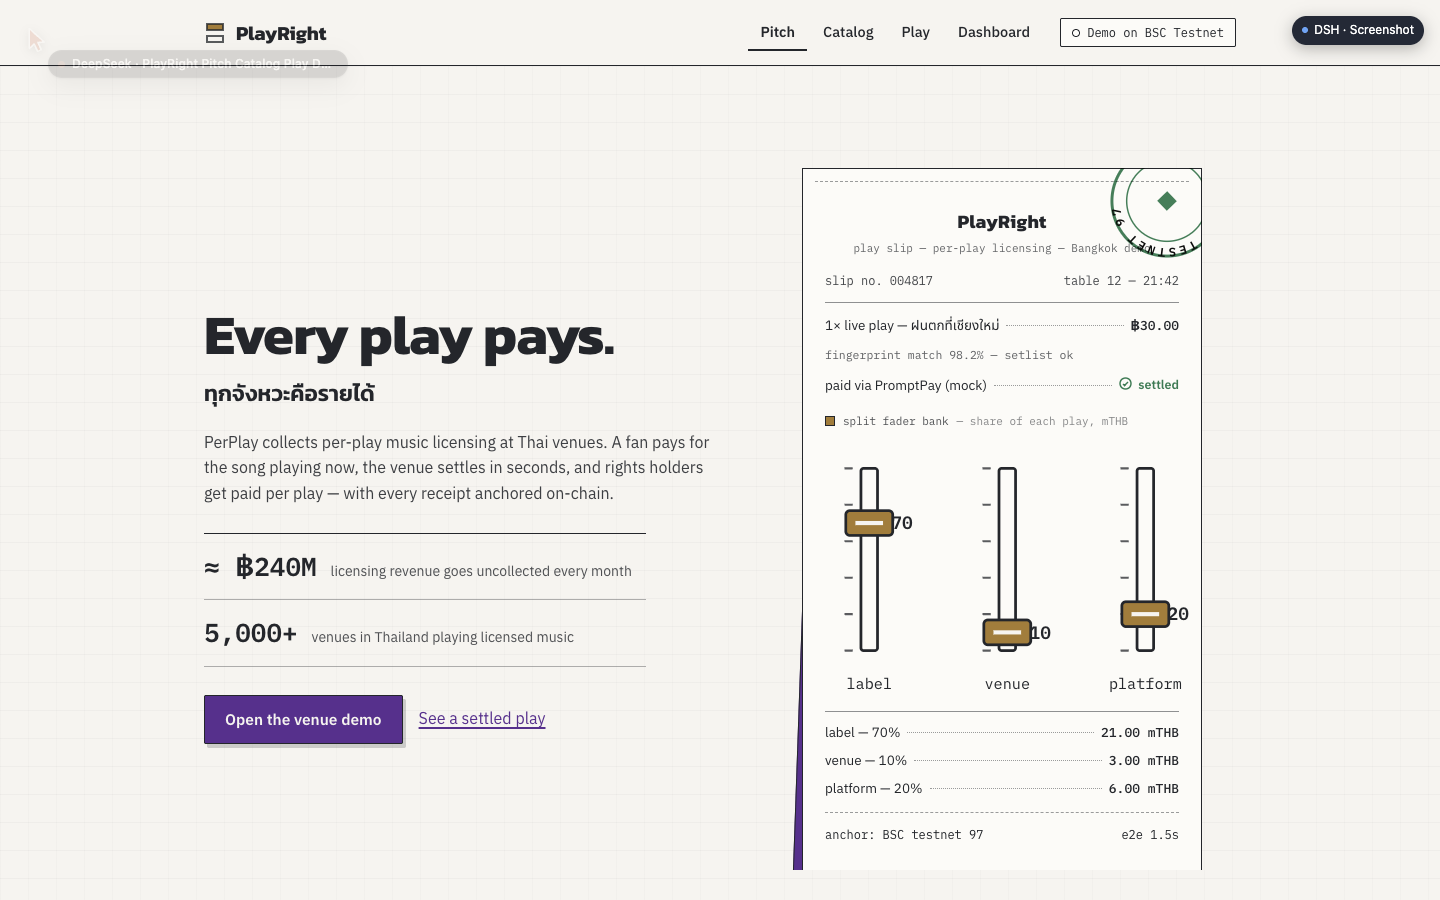 PlayRight
Pitch
Catalog
Play
Dashboard
Demo on BSC Testnet
DSH · Screenshot
DeepSeek · PlayRight Pitch Catalog Play D...
Every play pays.
ทุกจังหวะคือรายได้
PerPlay collects per-play music licensing at Thai venues. A fan pays for
the song playing now, the venue settles in seconds, and rights holders
get paid per play — with every receipt anchored on-chain.
≈ ฿240M licensing revenue goes uncollected every month
5,000+ venues in Thailand playing licensed music
Open the venue demo
See a settled play
TESTNET 97
PlayRight
play slip — per-play licensing — Bangkok demo
slip no. 004817
table 12 — 21:42
1× live play — ฝนตกที่เชียงใหม่ ฿30.00
fingerprint match 98.2% — setlist ok
paid via PromptPay (mock) settled
split fader bank — share of each play, mTHB
70
10
20
label
venue
platform
label — 70% 21.00 mTHB
venue — 10% 3.00 mTHB
platform — 20% 6.00 mTHB
anchor: BSC testnet 97
e2e 1.5s